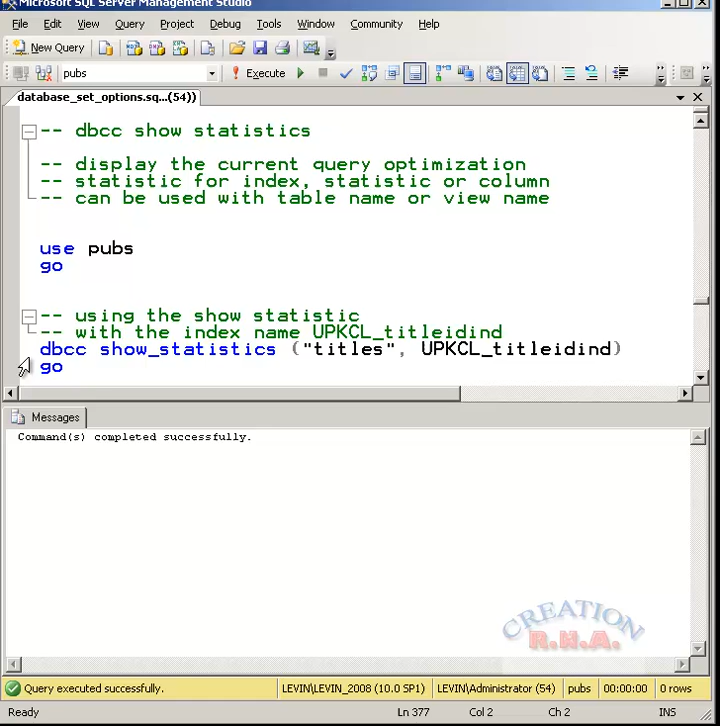 Microsoft SQL Server Management Studio
File Edit View Query Project Debug Tools Window Community Help
New Query
pubs Execute
database_set_options.sq...(54))
-- dbcc show statistics
-- display the current query optimization
-- statistic for index, statistic or column
-- can be used with table name or view name
use pubs
go
-- using the show statistic
-- with the index name UPKCL_titleidind
dbcc show_statistics ("titles", UPKCL_titleidind)
go
Messages
Command(s) completed successfully.
CREATION
R.N.A.
Query executed successfully. LEVIN\LEVIN_2008 (10.0 SP1) LEVIN\Administrator (54) pubs 00:00:00 0 rows
Ready Ln 377 Col 2 Ch 2 INS